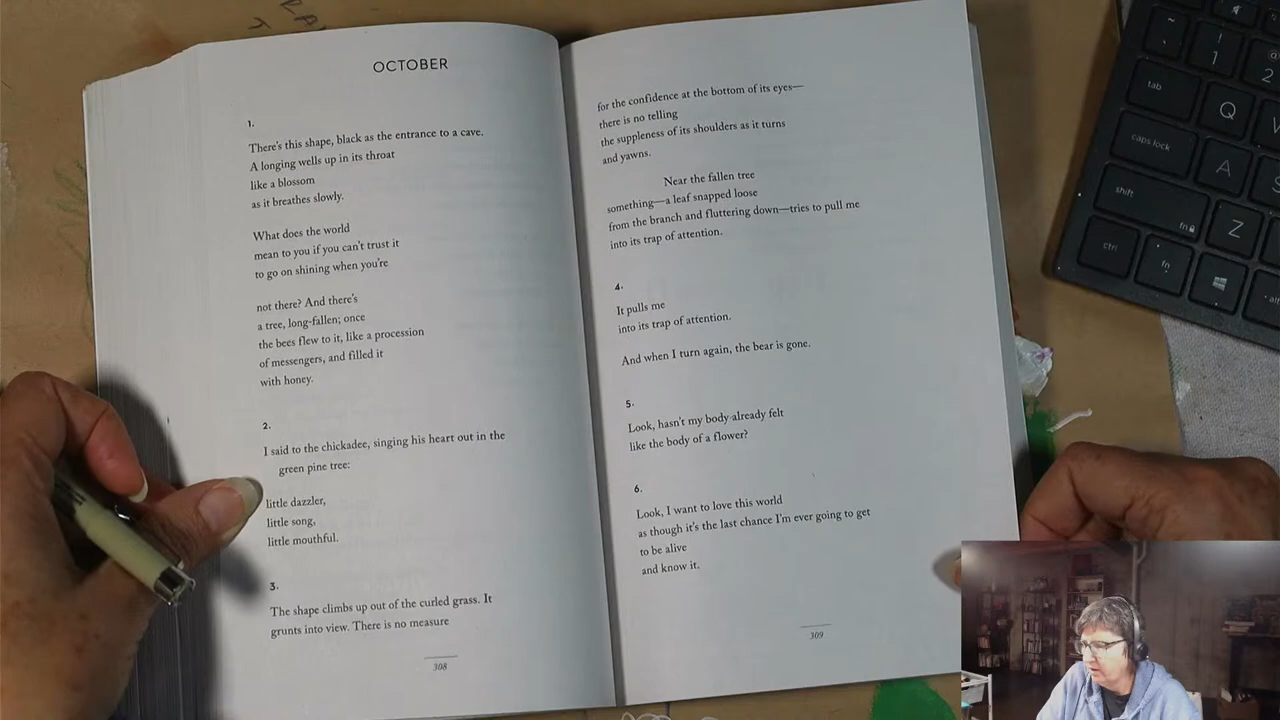 OCTOBER
1.
There's this shape, black as the entrance to a cave.
A longing wells up in its throat
like a blossom
as it breathes slowly.
What does the world
mean to you if you can't trust it
to go on shining when you're
not there? And there's
a tree, long-fallen; once
the bees flew to it, like a procession
of messengers, and filled it
with honey.
2.
I said to the chickadee, singing his heart out in the
green pine tree:
little dazzler,
little song,
little mouthful.
3.
The shape climbs up out of the curled grass. It
grunts into view. There is no measure
308
for the confidence at the bottom of its eyes—
there is no telling
the suppleness of its shoulders as it turns
and yawns.
Near the fallen tree
something—a leaf snapped loose
from the branch and fluttering down—tries to pull me
into its trap of attention.
4.
It pulls me
into its trap of attention.
And when I turn again, the bear is gone.
5.
Look, hasn't my body already felt
like the body of a flower?
6.
Look, I want to love this world
as though it's the last chance I'm ever going to get
to be alive
and know it.
309
~ `
! 1
@ 2
tab
Q
caps lock
A
S
shift
fn
Z
ctrl
fn
alt